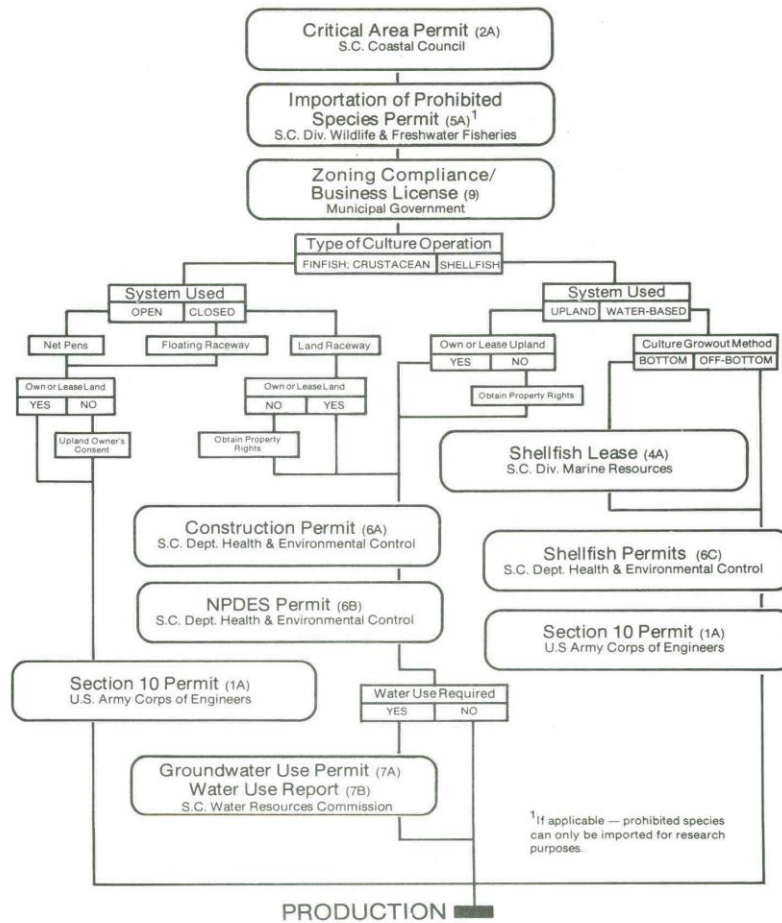 Critical Area Permit (2A)
S.C. Coastal Council
Importation of Prohibited
Species Permit (5A)¹
S.C. Div. Wildlife & Freshwater Fisheries
Zoning Compliance/
Business License (9)
Municipal Government
Type of Culture Operation
FINFISH; CRUSTACEAN SHELLFISH
System Used
OPEN CLOSED
System Used
UPLAND WATER-BASED
Net Pens
Floating Raceway
Land Raceway
Own or Lease Upland
YES NO
Culture Growout Method
BOTTOM OFF-BOTTOM
Own or Lease Land
YES NO
Own or Lease Land
NO YES
Obtain Property Rights
Upland Owner's
Consent
Obtain Property
Rights
Shellfish Lease (4A)
S.C. Div. Marine Resources
Construction Permit (6A)
S.C. Dept. Health & Environmental Control
Shellfish Permits (6C)
S.C. Dept. Health & Environmental Control
NPDES Permit (6B)
S.C. Dept. Health & Environmental Control
Section 10 Permit (1A)
U.S Army Corps of Engineers
Section 10 Permit (1A)
U.S. Army Corps of Engineers
Water Use Required
YES NO
Groundwater Use Permit (7A)
Water Use Report (7B)
S.C. Water Resources Commission
¹If applicable — prohibited species
can only be imported for research
purposes.
PRODUCTION